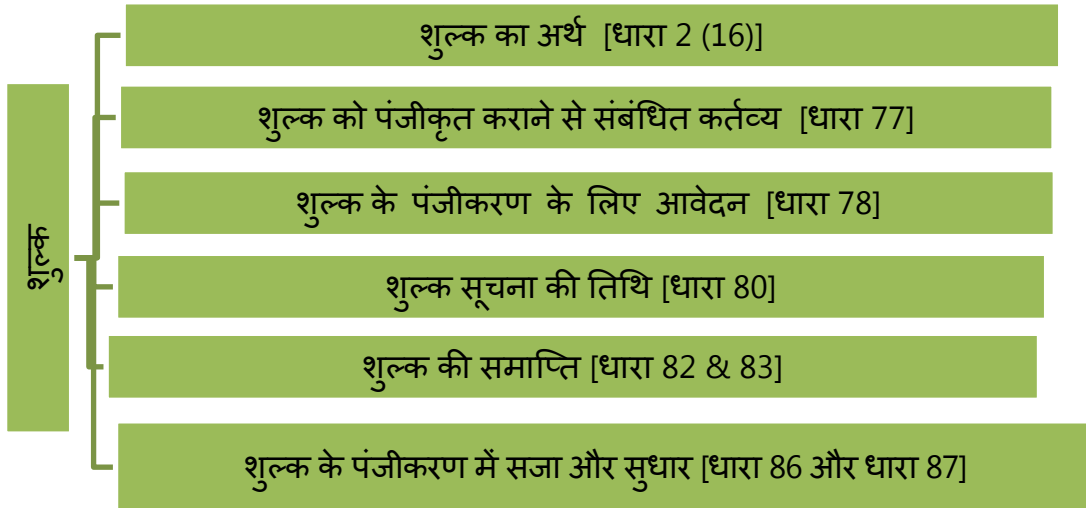 शुल्क
शुल्क का अर्थ [धारा 2 (16)]
शुल्क को पंजीकृत कराने से संबंधित कर्तव्य [धारा 77]
शुल्क के पंजीकरण के लिए आवेदन [धारा 78]
शुल्क सूचना की तिथि [धारा 80]
शुल्क की समाप्ति [धारा 82 & 83]
शुल्क के पंजीकरण में सजा और सुधार [धारा 86 और धारा 87]